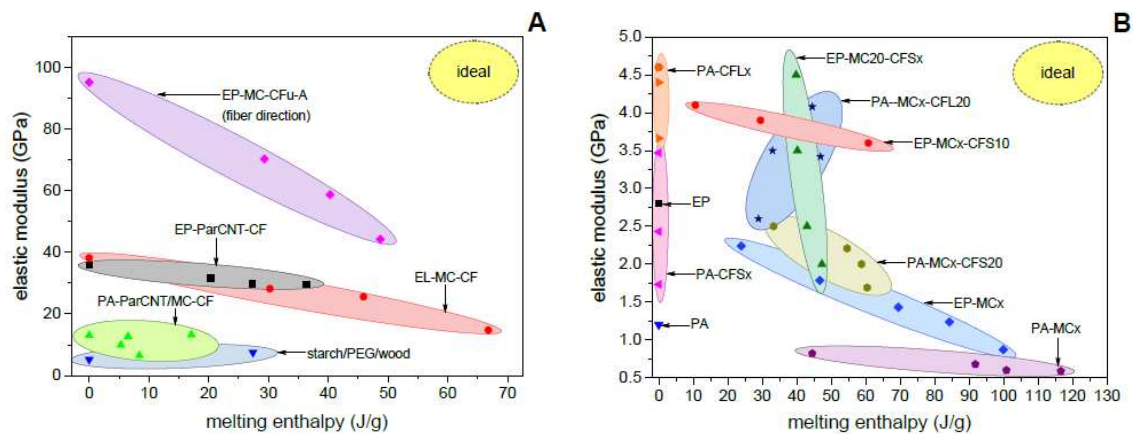 A
ideal
100
80
60
40
20
0
elastic modulus (GPa)
EP-MC-CFu-A
(fiber direction)
EP-ParCNT-CF
EL-MC-CF
PA-ParCNT/MC-CF
starch/PEG/wood
0 10 20 30 40 50 60 70
melting enthalpy (J/g)
B
ideal
5.0
4.5
4.0
3.5
3.0
2.5
2.0
1.5
1.0
0.5
elastic modulus (GPa)
EP-MC20-CFSx
PA-CFLx
PA--MCx-CFL20
EP-MCx-CFS10
EP
PA-MCx-CFS20
PA-CFSx
EP-MCx
PA
PA-MCx
0 10 20 30 40 50 60 70 80 90 100 110 120 130
melting enthalpy (J/g)